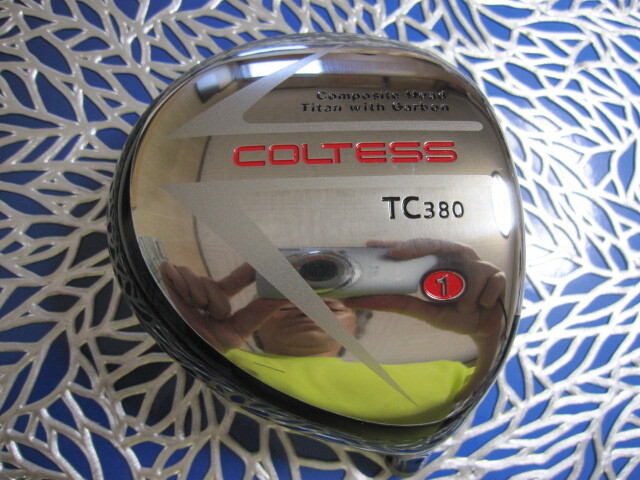 Composite Head
Titan with Carbon
COLTESS
TC380
1